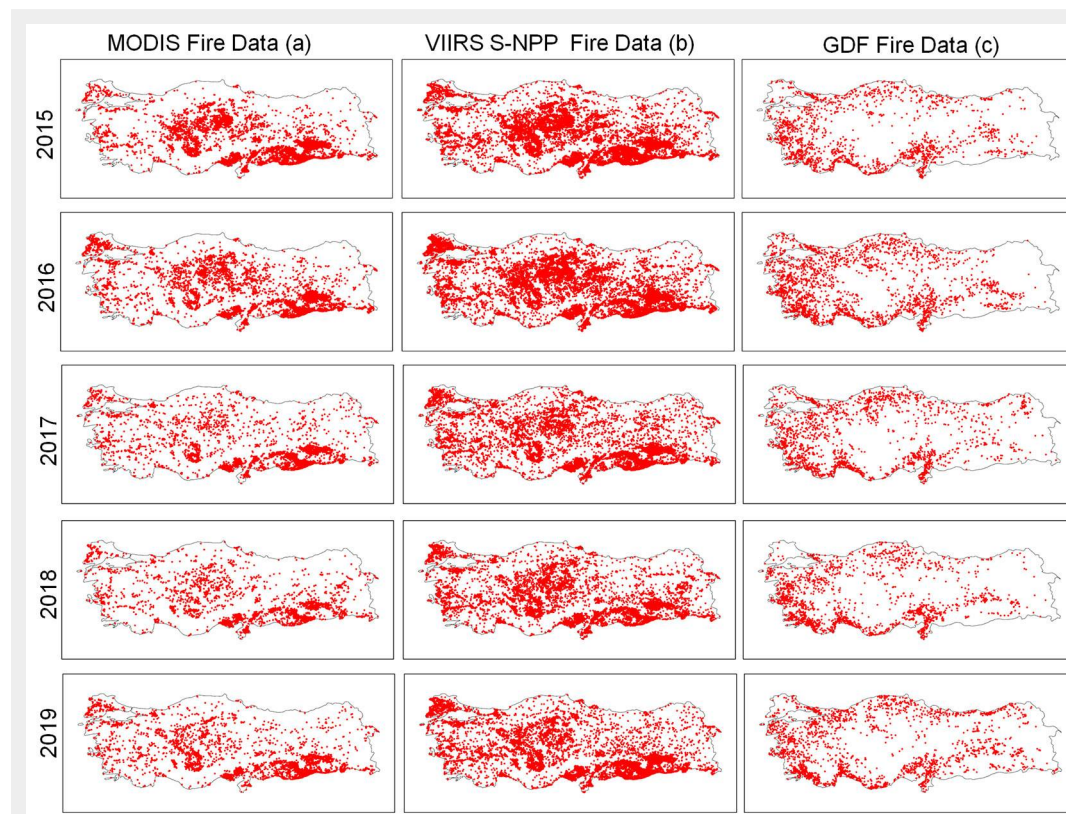 MODIS Fire Data (a)
VIIRS S-NPP Fire Data (b)
GDF Fire Data (c)
2015
2016
2017
2018
2019